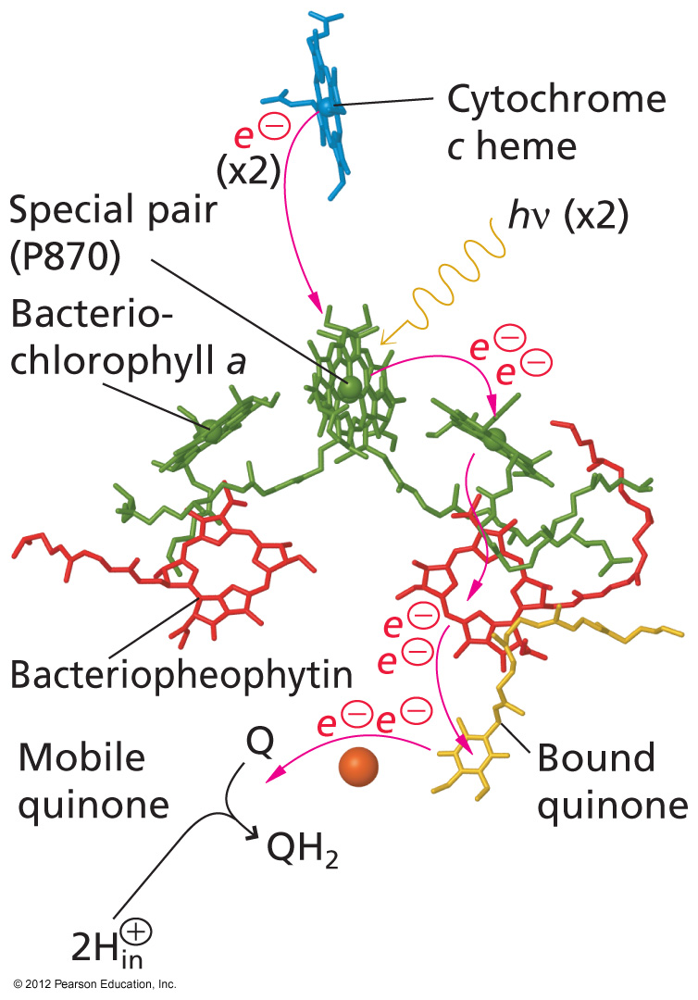 Cytochrome
c heme
e⊖
(x2)
hν (x2)
Special pair
(P870)
Bacterio-
chlorophyll a
e⊖
e⊖
e⊖
e⊖
Bacteriopheophytin
e⊖e⊖
Mobile
quinone
Q
QH₂
Bound
quinone
2H⊕in
© 2012 Pearson Education, Inc.